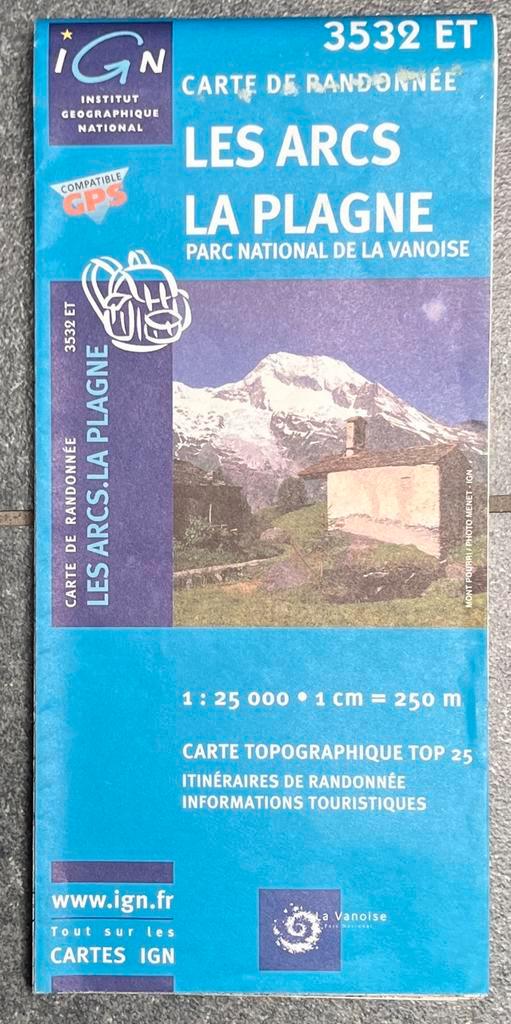 3532 ET
IGN
INSTITUT
GEOGRAPHIQUE
NATIONAL
CARTE DE RANDONNÉE
LES ARCS
LA PLAGNE
PARC NATIONAL DE LA VANOISE
COMPATIBLE
GPS
CARTE DE RANDONNÉE 3532 ET
LES ARCS.LA PLAGNE
MONT POURRI / PHOTO MENET - IGN
1 : 25 000 • 1 cm = 250 m
CARTE TOPOGRAPHIQUE TOP 25
ITINÉRAIRES DE RANDONNÉE
INFORMATIONS TOURISTIQUES
www.ign.fr
Tout sur les
CARTES IGN
La Vanoise
Parc National